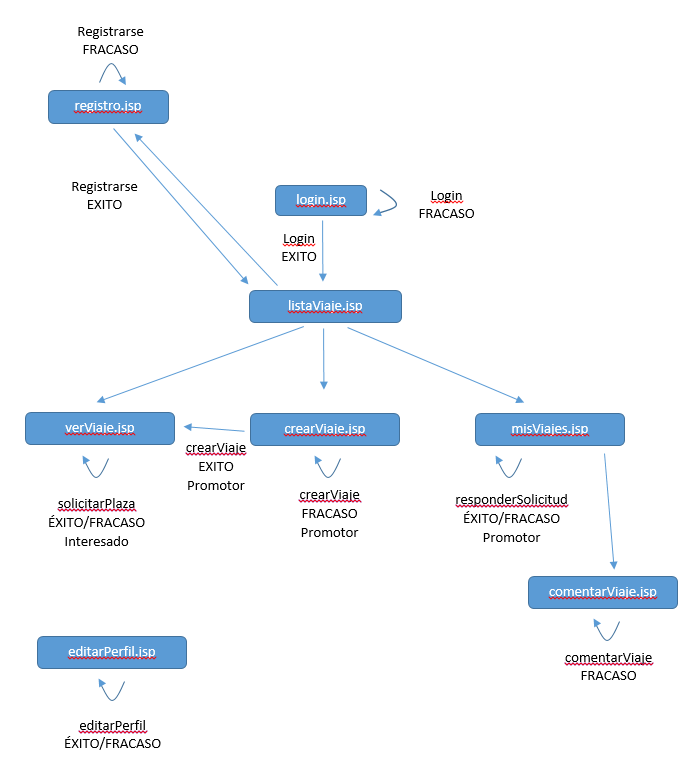 Registrarse
FRACASO
registro.jsp
Registrarse
EXITO
login.jsp
Login
FRACASO
Login
EXITO
listaViaje.jsp
verViaje.jsp
crearViaje.jsp
misViajes.jsp
crearViaje
EXITO
Promotor
solicitarPlaza
ÉXITO/FRACASO
Interesado
crearViaje
FRACASO
Promotor
responderSolicitud
ÉXITO/FRACASO
Promotor
comentarViaje.jsp
comentarViaje
FRACASO
editarPerfil.jsp
editarPerfil
ÉXITO/FRACASO